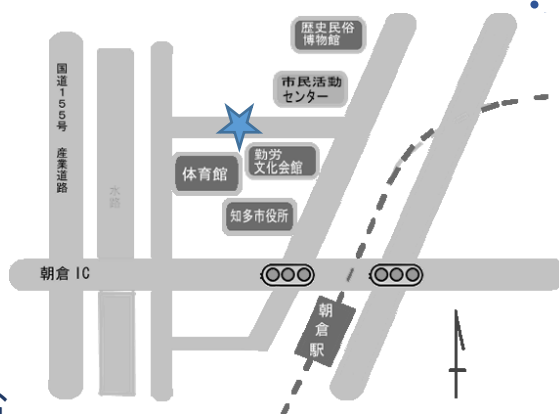 歴史民俗
博物館
市民活動
センター
国道155号 産業道路
水路
勤労
文化会館
体育館
知多市役所
朝倉IC
朝倉駅